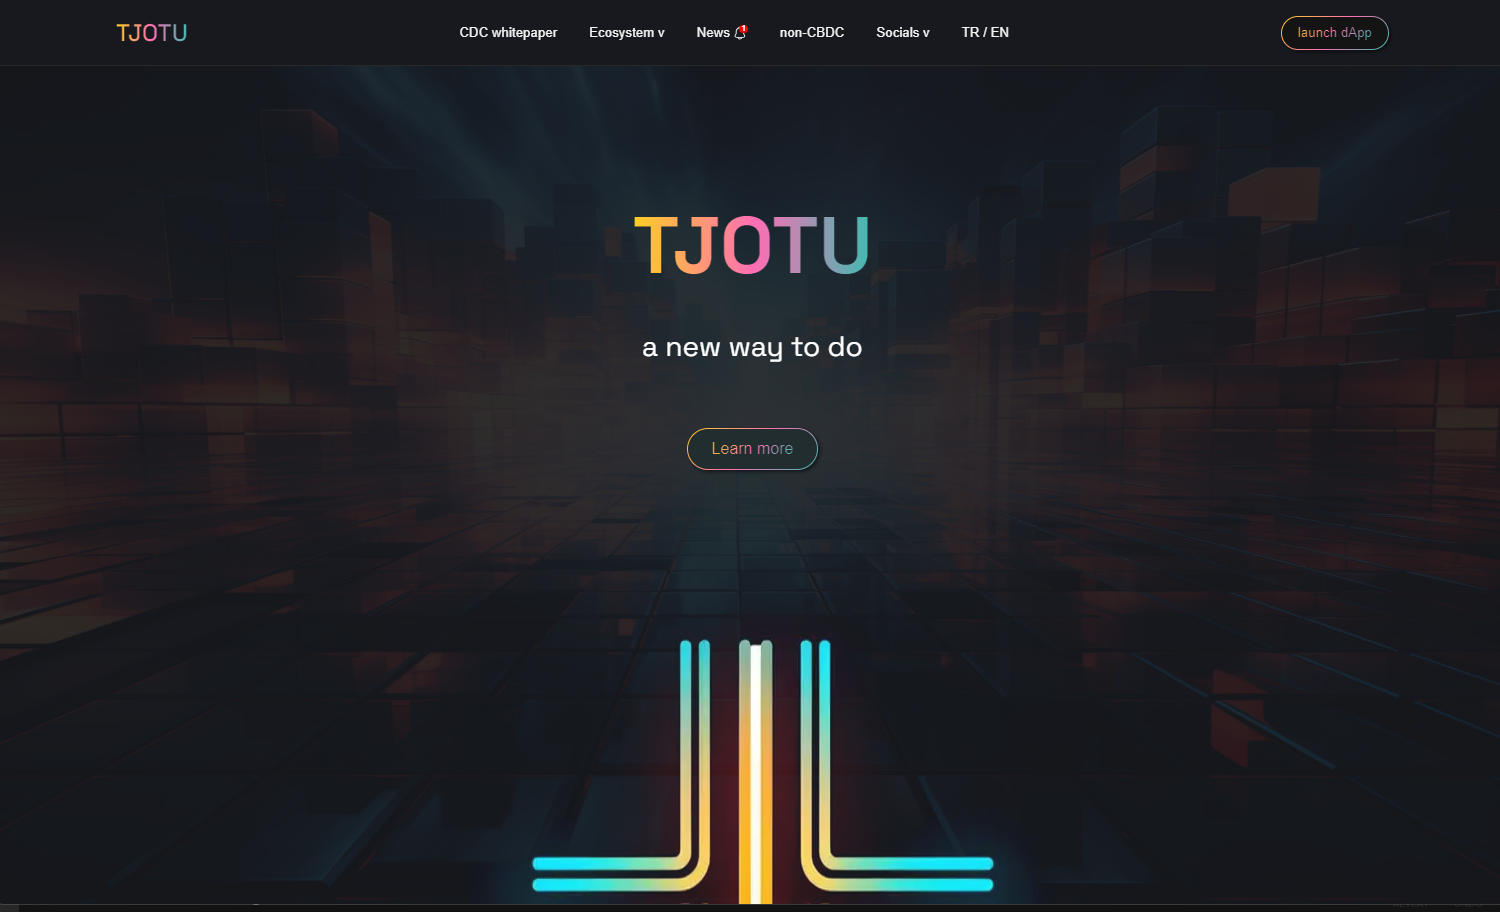 TJOTU
CDC whitepaper
Ecosystem v
News 1
non-CBDC
Socials v
TR / EN
launch dApp
TJOTU
a new way to do
Learn more